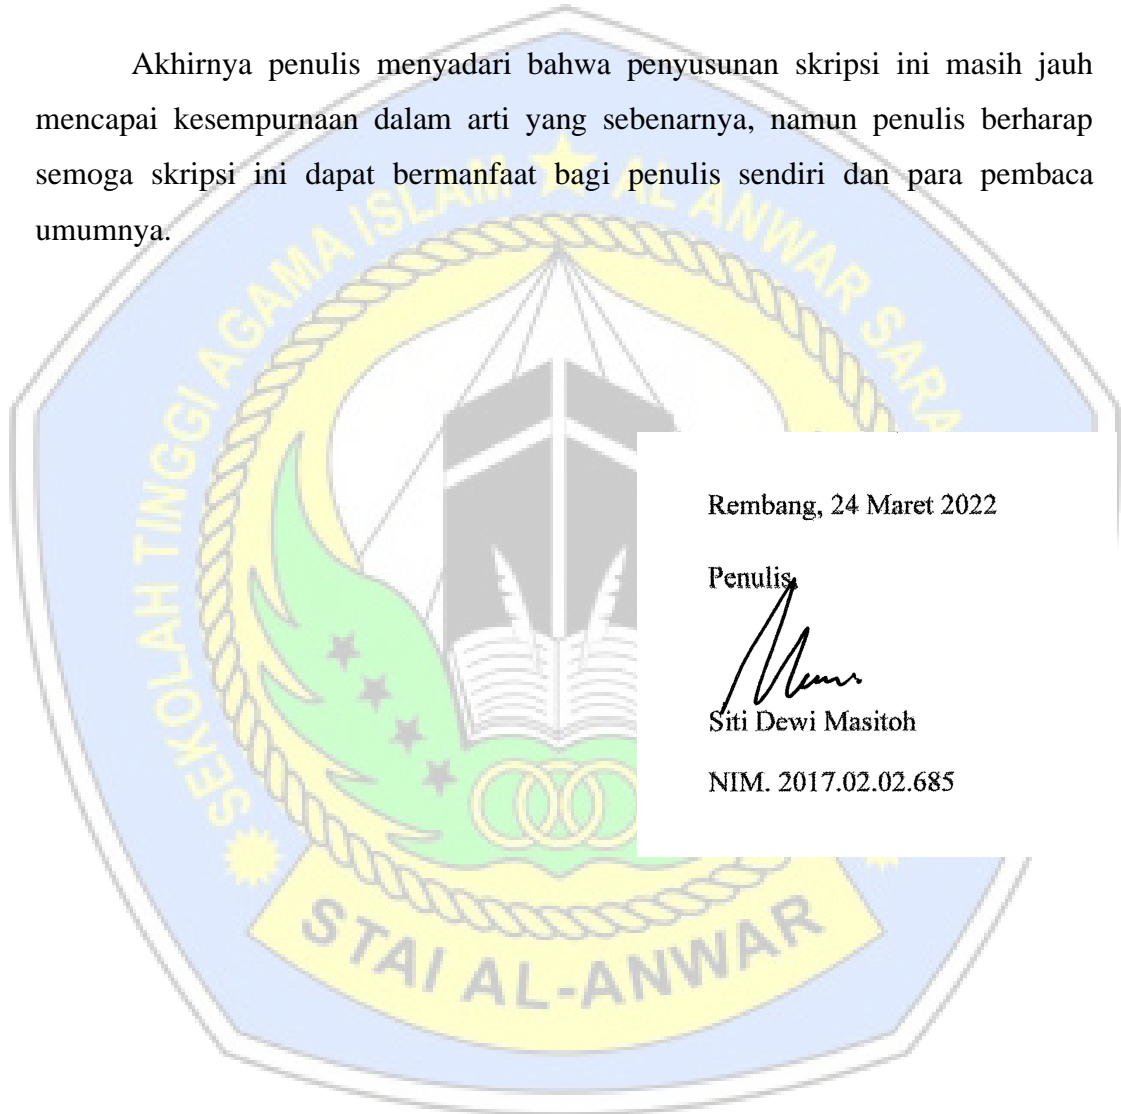 Akhirnya penulis menyadari bahwa penyusunan skripsi ini masih jauh
mencapai kesempurnaan dalam arti yang sebenarnya, namun penulis berharap
semoga skripsi ini dapat bermanfaat bagi penulis sendiri dan para pembaca
umumnya.
SEKOLAH TINGGI AGAMA ISLAM ★ AL ANWAR SARA
Rembang, 24 Maret 2022
Penulis,
Siti Dewi Masitoh
NIM. 2017.02.02.685
STAI AL-ANWAR